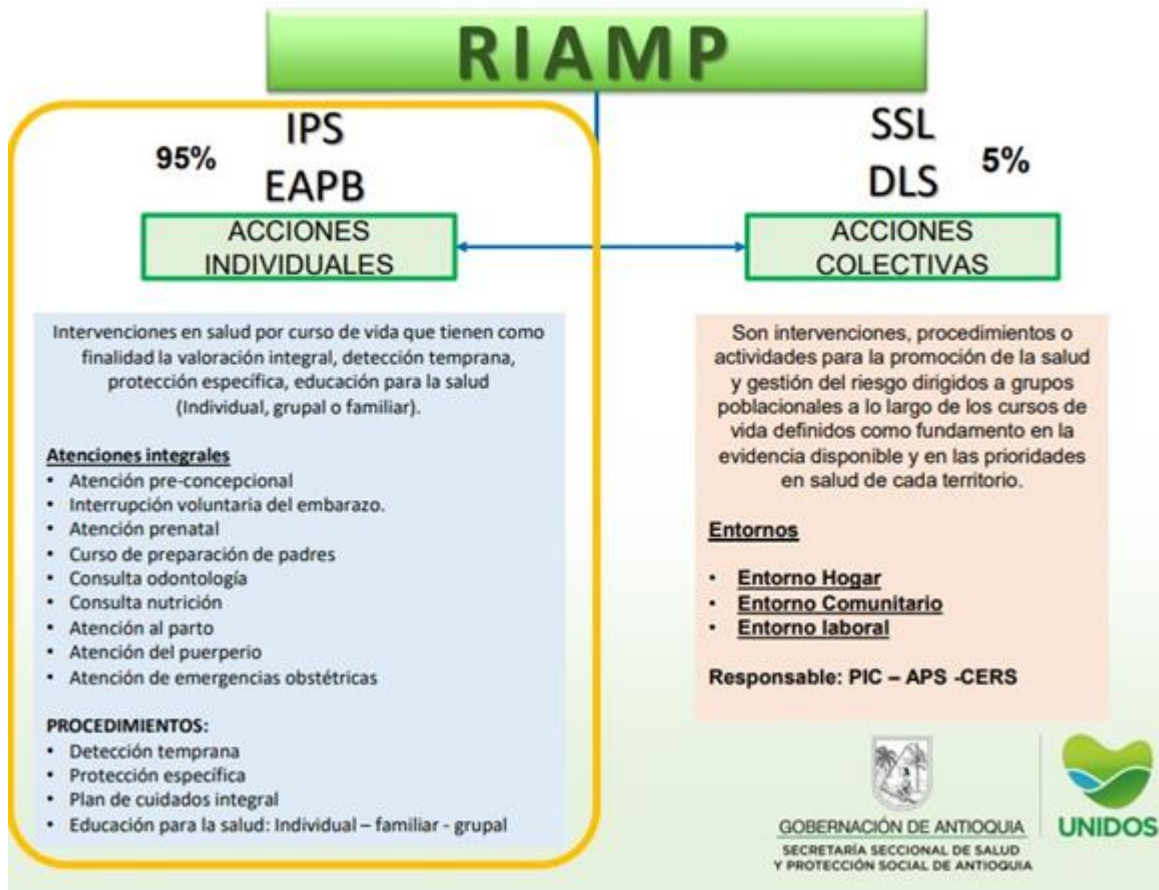 RIAMP
IPS
95%
EAPB
ACCIONES
INDIVIDUALES
Intervenciones en salud por curso de vida que tienen como
finalidad la valoración integral, detección temprana,
protección específica, educación para la salud
(Individual, grupal o familiar).
Atenciones integrales
• Atención pre-concepcional
• Interrupción voluntaria del embarazo.
• Atención prenatal
• Curso de preparación de padres
• Consulta odontología
• Consulta nutrición
• Atención al parto
• Atención del puerperio
• Atención de emergencias obstétricas
PROCEDIMIENTOS:
• Detección temprana
• Protección específica
• Plan de cuidados integral
• Educación para la salud: Individual – familiar - grupal
SSL
DLS
5%
ACCIONES
COLECTIVAS
Son intervenciones, procedimientos o
actividades para la promoción de la salud
y gestión del riesgo dirigidos a grupos
poblacionales a lo largo de los cursos de
vida definidos como fundamento en la
evidencia disponible y en las prioridades
en salud de cada territorio.
Entornos
• Entorno Hogar
• Entorno Comunitario
• Entorno laboral
Responsable: PIC – APS -CERS
GOBERNACIÓN DE ANTIOQUIA
SECRETARÍA SECCIONAL DE SALUD
Y PROTECCIÓN SOCIAL DE ANTIOQUIA
UNIDOS